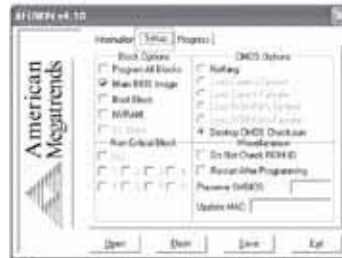 AFUWIN v4.10
Information Setup Progress
American
Megatrends
Block Options
Program All Blocks
Main BIOS Image
Boot Block
NVRAM
Non Critical Block
CMOS Options
Nothing
Destroy CMOS Checksum
Miscellaneous
Do Not Check ROM ID
Restart After Programming
Preserve SMBIOS
Update MAC
Open
Flash
Save
Exit